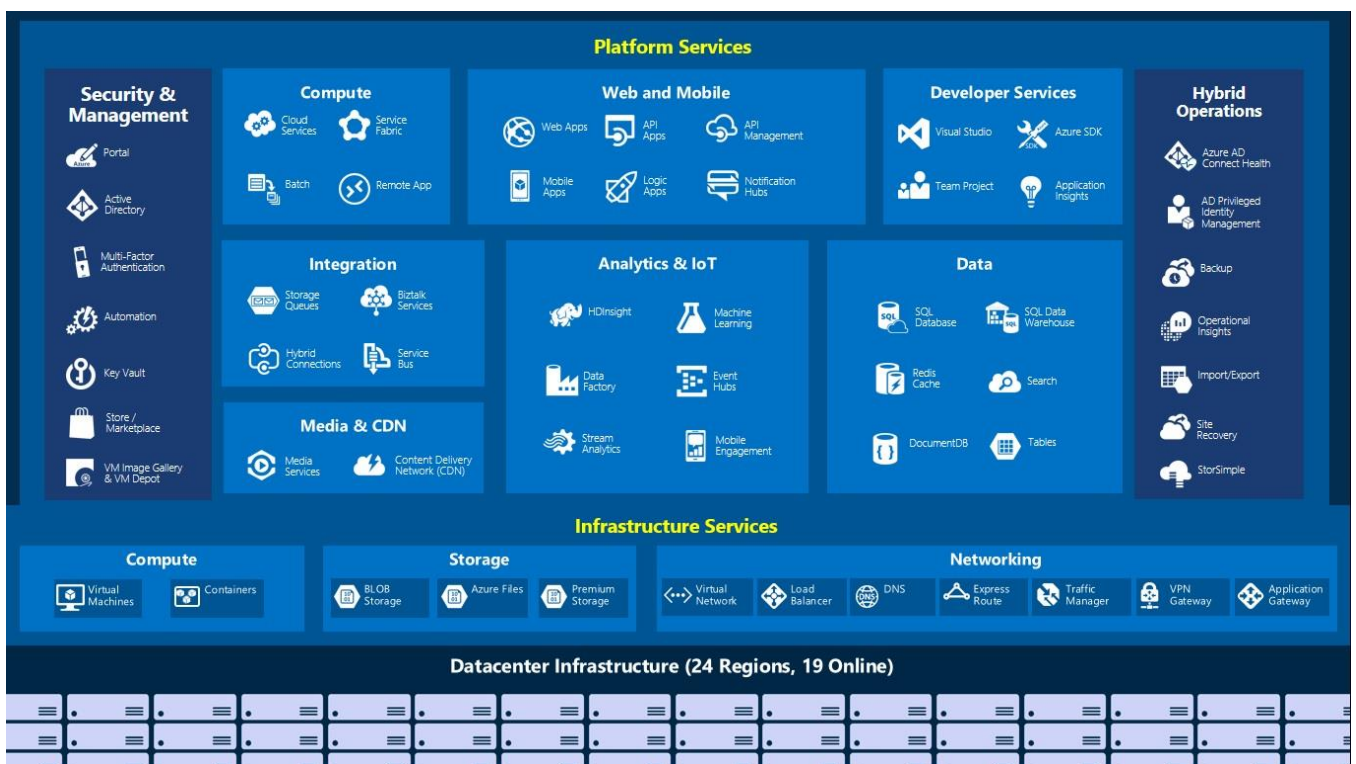 Platform Services
Security &
Management
Portal
Azure
Active
Directory
Multi-Factor
Authentication
Automation
Key Vault
Store /
Marketplace
VM Image Gallery
& VM Depot
Compute
Cloud
Services
Service
Fabric
Batch
Remote App
Web and Mobile
Web Apps
API
Apps
API
Management
Mobile
Apps
Logic
Apps
Notification
Hubs
Developer Services
Visual Studio
SDK
Azure SDK
Team Project
Application
Insights
Hybrid
Operations
Azure AD
Connect Health
AD Privileged
Identity
Management
Backup
Operational
Insights
Import/Export
Site
Recovery
StorSimple
Integration
Storage
Queues
Biztalk
Services
Hybrid
Connections
Service
Bus
Media & CDN
Media
Services
Content Delivery
Network (CDN)
Analytics & IoT
HDInsight
Machine
Learning
Data
Factory
Event
Hubs
Stream
Analytics
Mobile
Engagement
Data
SQL
SQL
Database
SQL
SQL Data
Warehouse
Redis
Cache
Search
DocumentDB
Tables
Infrastructure Services
Compute
Virtual
Machines
Containers
Storage
BLOB
Storage
Azure Files
Premium
Storage
Networking
Virtual
Network
Load
Balancer
DNS
DNS
Express
Route
Traffic
Manager
VPN
Gateway
Application
Gateway
Datacenter Infrastructure (24 Regions, 19 Online)